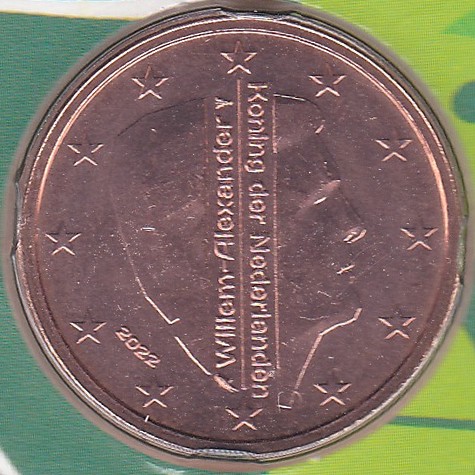 Willem-Alexander
Koning der Nederlanden
2022